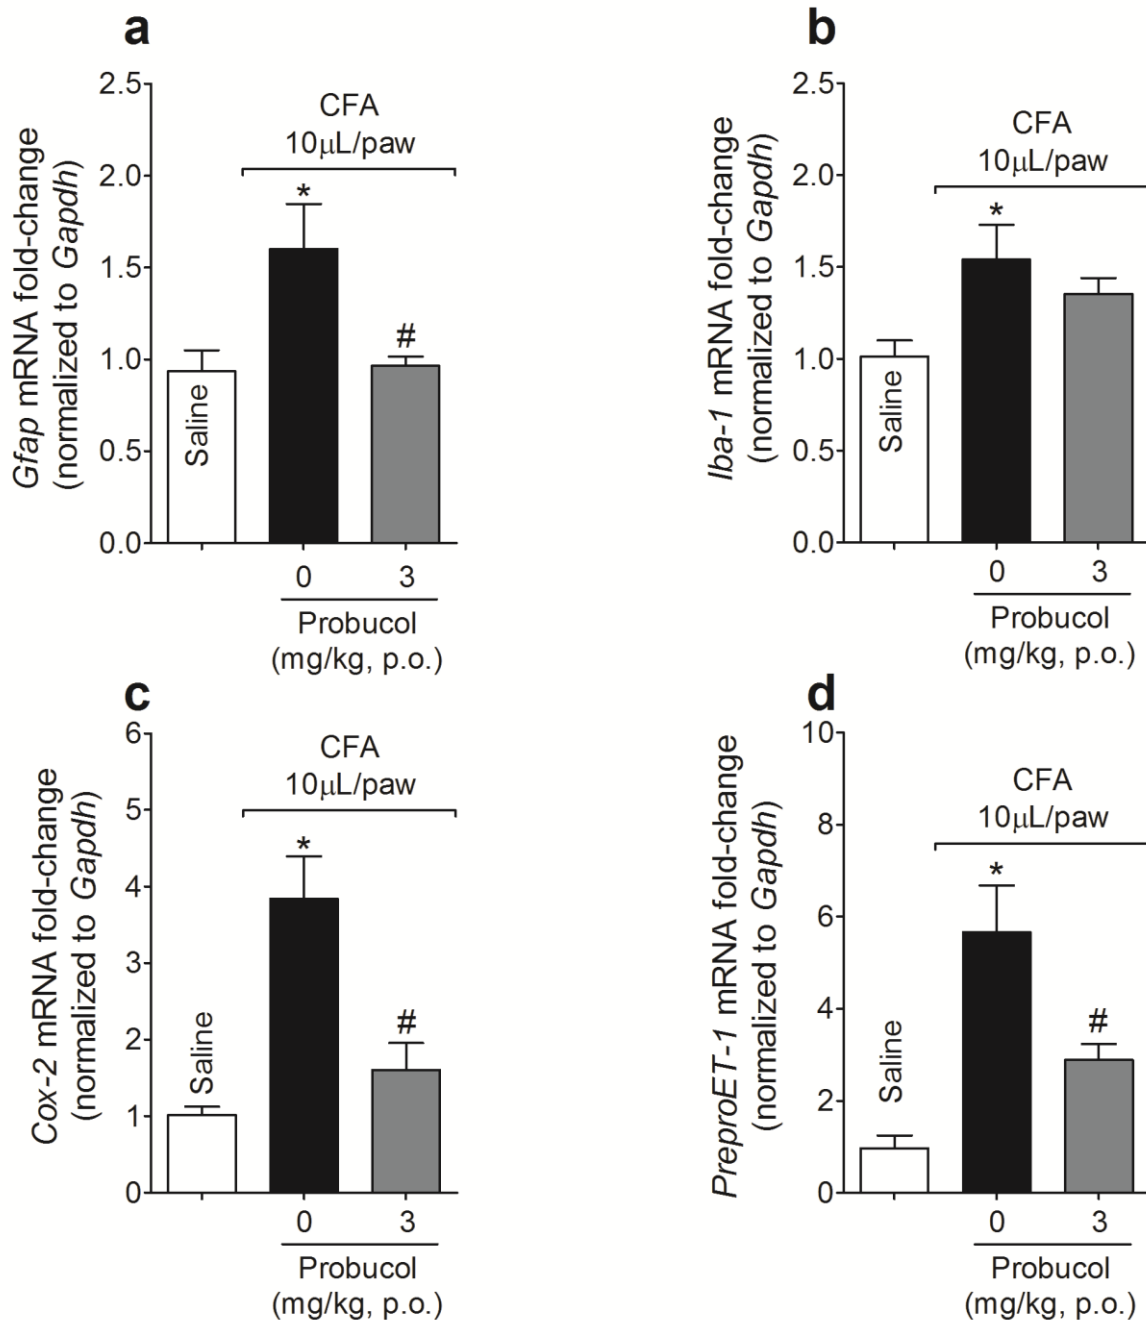 a
Gfap mRNA fold-change
(normalized to Gapdh)
2.5
2.0
1.5
1.0
0.5
0.0
CFA
10μL/paw
*
#
Saline
0 3
Probucol
(mg/kg, p.o.)
b
Iba-1 mRNA fold-change
(normalized to Gapdh)
2.5
2.0
1.5
1.0
0.5
0.0
CFA
10μL/paw
*
Saline
0 3
Probucol
(mg/kg, p.o.)
c
Cox-2 mRNA fold-change
(normalized to Gapdh)
6
5
4
3
2
1
0
CFA
10μL/paw
*
#
Saline
0 3
Probucol
(mg/kg, p.o.)
d
PreproET-1 mRNA fold-change
(normalized to Gapdh)
10
8
6
4
2
0
CFA
10μL/paw
*
#
Saline
0 3
Probucol
(mg/kg, p.o.)